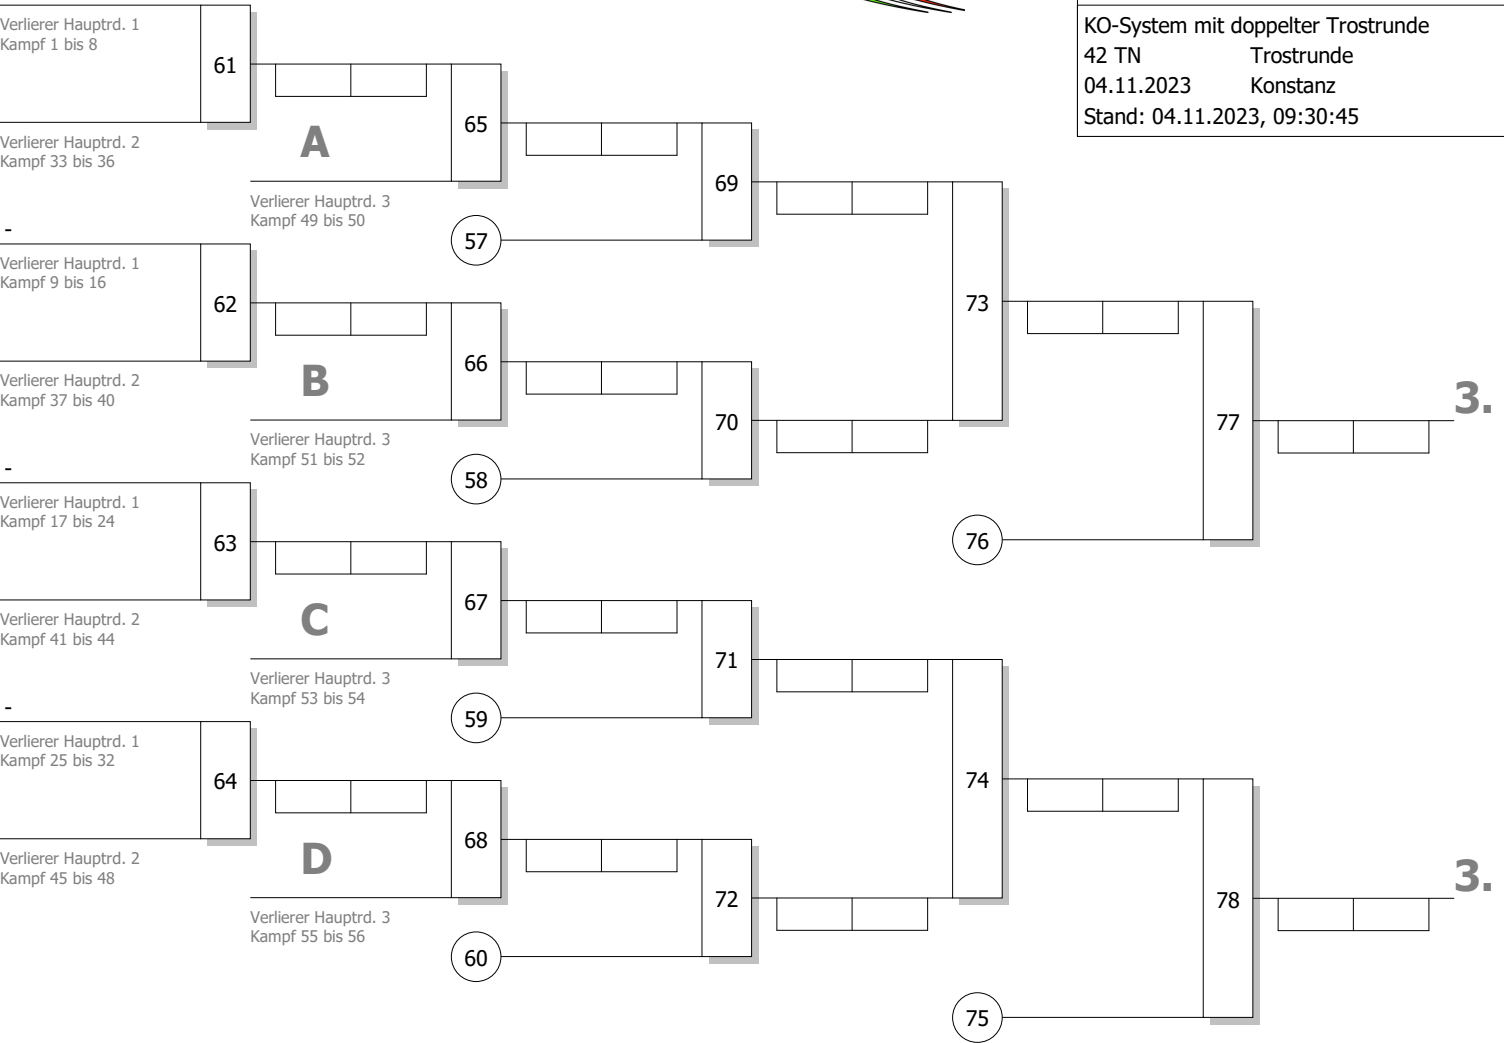 KO-System mit doppelter Trostrunde
42 TN Trostrunde
04.11.2023 Konstanz
Stand: 04.11.2023, 09:30:45
Verlierer Hauptrd. 1
Kampf 1 bis 8
61
Verlierer Hauptrd. 2
Kampf 33 bis 36
A
65
Verlierer Hauptrd. 3
Kampf 49 bis 50
57
69
-
Verlierer Hauptrd. 1
Kampf 9 bis 16
62
Verlierer Hauptrd. 2
Kampf 37 bis 40
B
66
Verlierer Hauptrd. 3
Kampf 51 bis 52
58
70
73
-
Verlierer Hauptrd. 1
Kampf 17 bis 24
63
Verlierer Hauptrd. 2
Kampf 41 bis 44
C
67
Verlierer Hauptrd. 3
Kampf 53 bis 54
59
71
76
77
3.
-
Verlierer Hauptrd. 1
Kampf 25 bis 32
64
Verlierer Hauptrd. 2
Kampf 45 bis 48
D
68
Verlierer Hauptrd. 3
Kampf 55 bis 56
60
72
74
75
78
3.